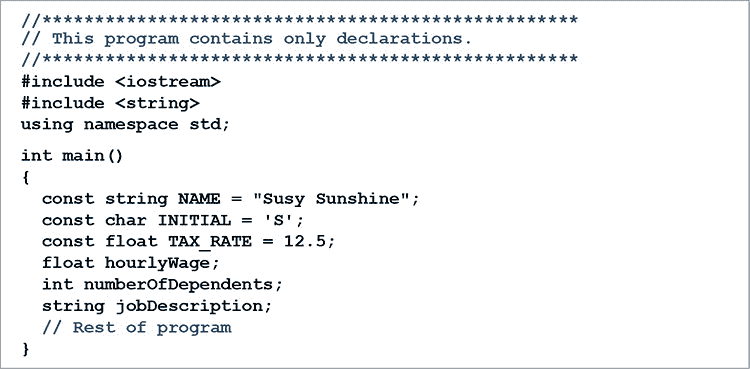 //****************************************************
// This program contains only declarations.
//****************************************************
#include <iostream>
#include <string>
using namespace std;
int main()
{
  const string NAME = "Susy Sunshine";
  const char INITIAL = 'S';
  const float TAX_RATE = 12.5;
  float hourlyWage;
  int numberOfDependents;
  string jobDescription;
  // Rest of program
}